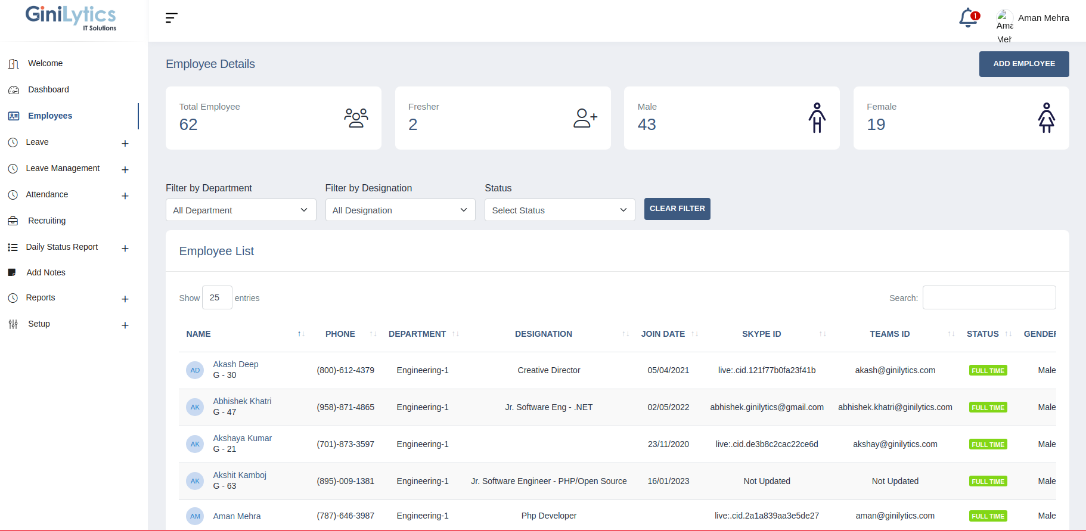 GiniLytics
IT Solutions
1
Aman Mehra
Welcome
Dashboard
Employees
Leave +
Leave Management +
Attendance +
Recruiting
Daily Status Report +
Add Notes
Reports +
Setup +
Employee Details
ADD EMPLOYEE
Total Employee
62
Fresher
2
Male
43
Female
19
Filter by Department
All Department
Filter by Designation
All Designation
Status
Select Status
CLEAR FILTER
Employee List
Show 25 entries
Search:
NAME PHONE DEPARTMENT DESIGNATION JOIN DATE SKYPE ID TEAMS ID STATUS GENDER
AD Akash Deep
G - 30 (800)-612-4379 Engineering-1 Creative Director 05/04/2021 live:.cid.121f77b0fa23f41b akash@ginilytics.com FULL TIME Male
AK Abhishek Khatri
G - 47 (958)-871-4865 Engineering-1 Jr. Software Eng - .NET 02/05/2022 abhishek.ginilytics@gmail.com abhishek.khatri@ginilytics.com FULL TIME Male
AK Akshaya Kumar
G - 21 (701)-873-3597 Engineering-1 23/11/2020 live:.cid.de3b8c2cac22ce6d akshay@ginilytics.com FULL TIME Male
AK Akshit Kamboj
G - 63 (895)-009-1381 Engineering-1 Jr. Software Engineer - PHP/Open Source 16/01/2023 Not Updated Not Updated FULL TIME Male
AM Aman Mehra (787)-646-3987 Engineering-1 Php Developer live:.cid.2a1a839aa3e5de27 aman@ginilytics.com FULL TIME Male